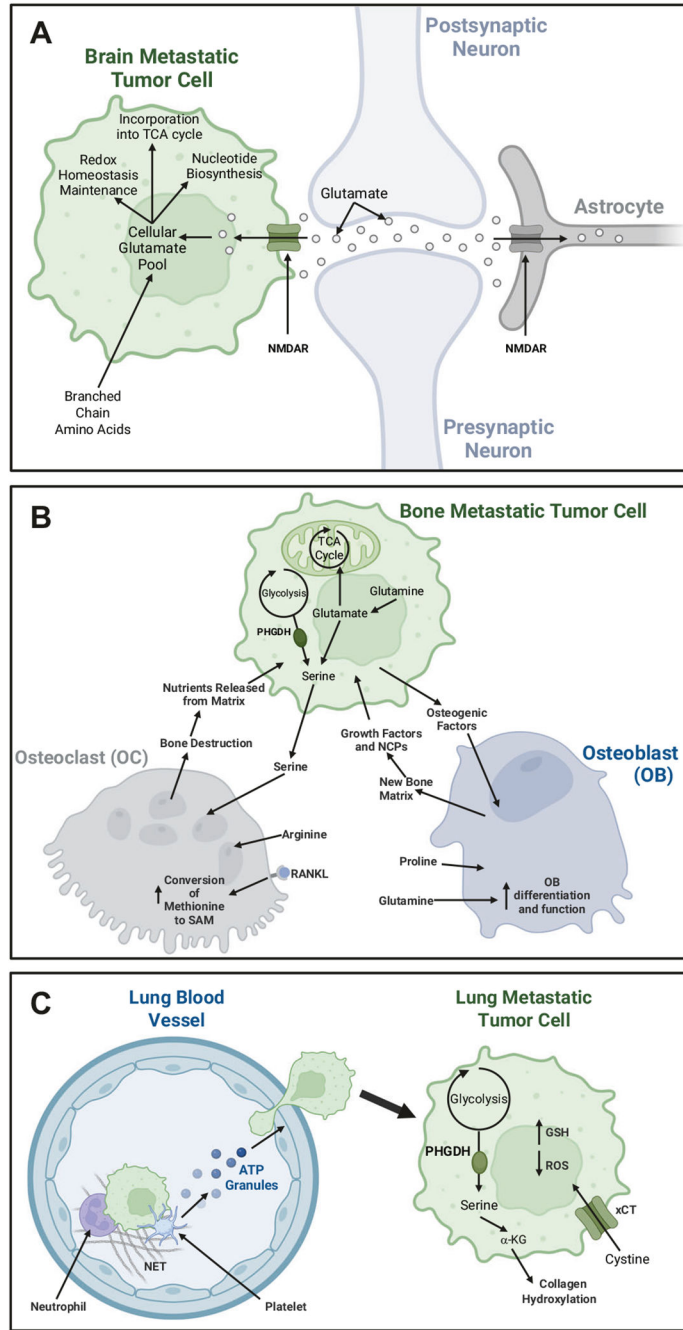 A
Postsynaptic
Neuron
Brain Metastatic
Tumor Cell
Incorporation
into TCA cycle
Redox
Homeostasis
Maintenance
Nucleotide
Biosynthesis
Glutamate
Astrocyte
Cellular
Glutamate
Pool
NMDAR
NMDAR
Branched
Chain
Amino Acids
Presynaptic
Neuron
B
Bone Metastatic Tumor Cell
TCA
Cycle
Glycolysis
Glutamine
Glutamate
PHGDH
Serine
Nutrients Released
from Matrix
Osteogenic
Factors
Growth Factors
and NCPs
Bone Destruction
Osteoclast (OC)
Osteoblast
(OB)
Serine
New Bone
Matrix
Arginine
Proline
RANKL
Conversion
of
Methionine
to SAM
Glutamine
OB
differentiation
and function
C
Lung Blood
Vessel
Lung Metastatic
Tumor Cell
Glycolysis
GSH
PHGDH
ROS
ATP
Granules
xCT
Serine
α-KG
NET
Cystine
Collagen
Hydroxylation
Neutrophil
Platelet